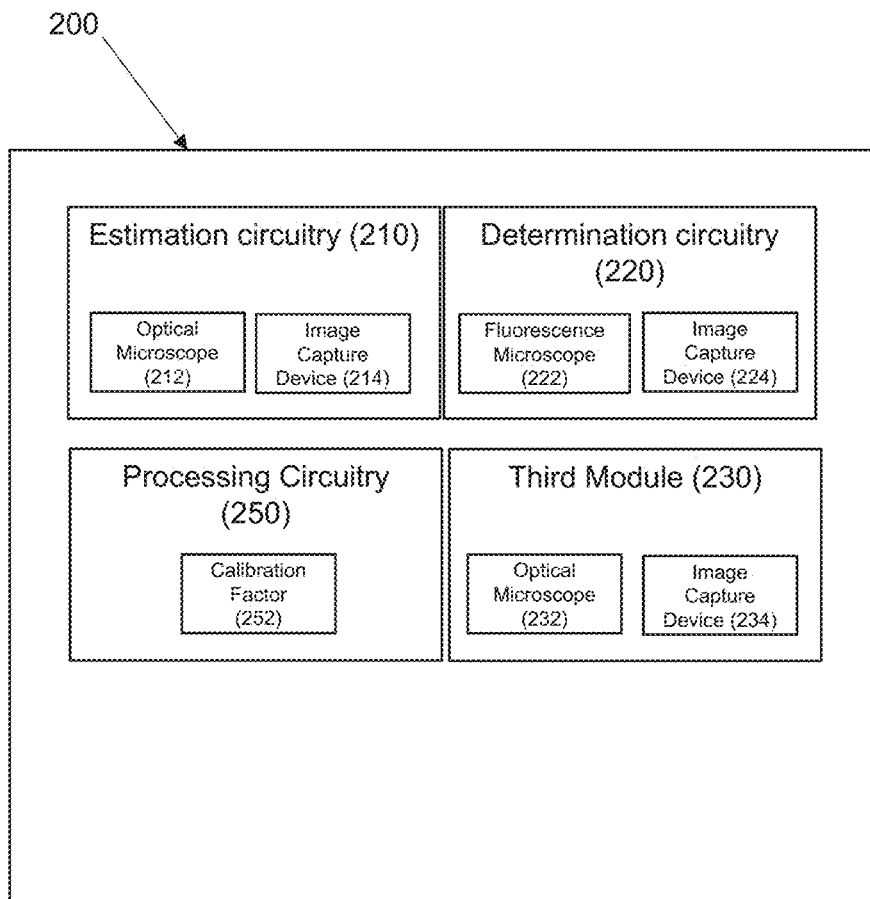 200
Estimation circuitry (210)
Optical
Microscope
(212)
Image
Capture
Device (214)
Determination circuitry
(220)
Fluorescence
Microscope
(222)
Image
Capture
Device (224)
Processing Circuitry
(250)
Calibration
Factor
(252)
Third Module (230)
Optical
Microscope
(232)
Image
Capture
Device (234)